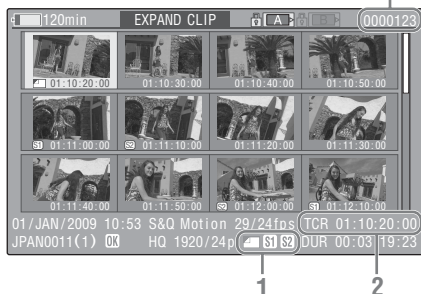 120min EXPAND CLIP A B 0000123
01:10:20:00 01:10:30:00 01:10:40:00 01:10:50:00
S1 01:11:00:00 S2 01:11:10:00 01:11:20:00 01:11:30:00
01:11:40:00 01:11:50:00 S2 01:12:00:00 S1 01:12:10:00
01/JAN/2009 10:53 S&Q Motion 29/24fps TCR 01:10:20:00
JPAN0011(1) OK HQ 1920/24p S1 S2 DUR 00:03:19:23
1 2